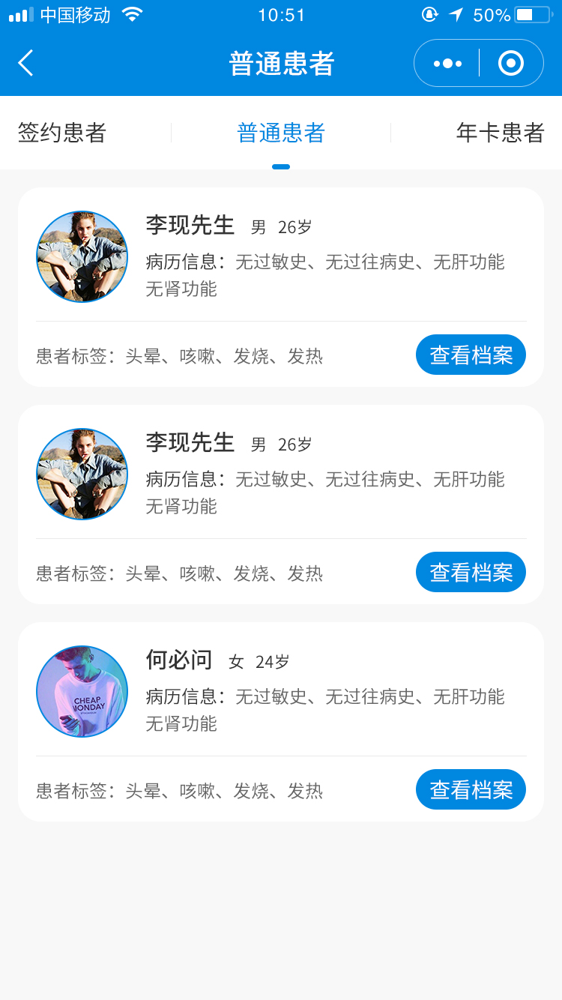 中国移动 10:51 50%
普通患者
签约患者 普通患者 年卡患者
李现先生 男 26岁
病历信息：无过敏史、无过往病史、无肝功能
无肾功能
患者标签：头晕、咳嗽、发烧、发热 查看档案
李现先生 男 26岁
病历信息：无过敏史、无过往病史、无肝功能
无肾功能
患者标签：头晕、咳嗽、发烧、发热 查看档案
何必问 女 24岁
CHEAP
MONDAY
病历信息：无过敏史、无过往病史、无肝功能
无肾功能
患者标签：头晕、咳嗽、发烧、发热 查看档案